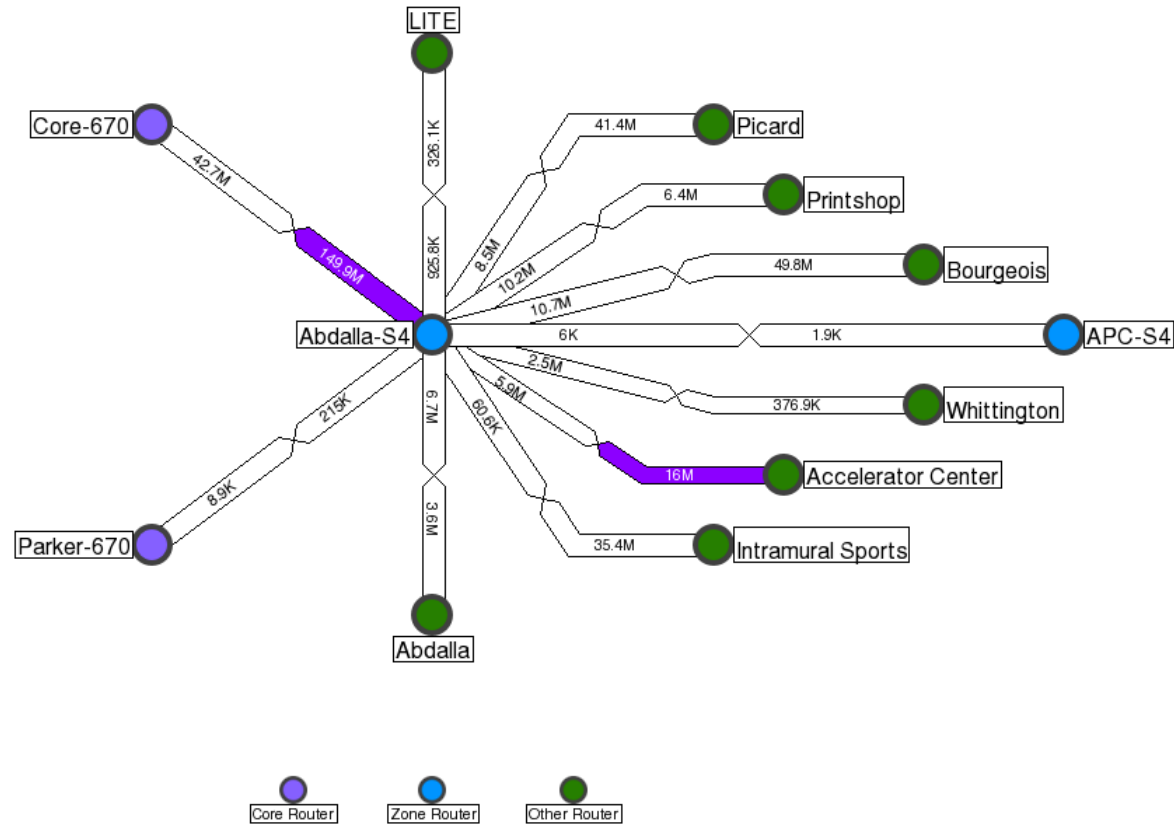 LITE
Core-670
41.4M
Picard
42.7M
326.1K
6.4M
Printshop
149.9M
925.8K
8.5M
10.2M
49.8M
Bourgeois
10.7M
Abdalla-S4
6K
1.9K
APC-S4
215K
6.7M
60.6K
5.9M
2.5M
376.9K
Whittington
16M
Accelerator Center
8.9K
3.6M
Parker-670
35.4M
Intramural Sports
Abdalla
Core Router
Zone Router
Other Router